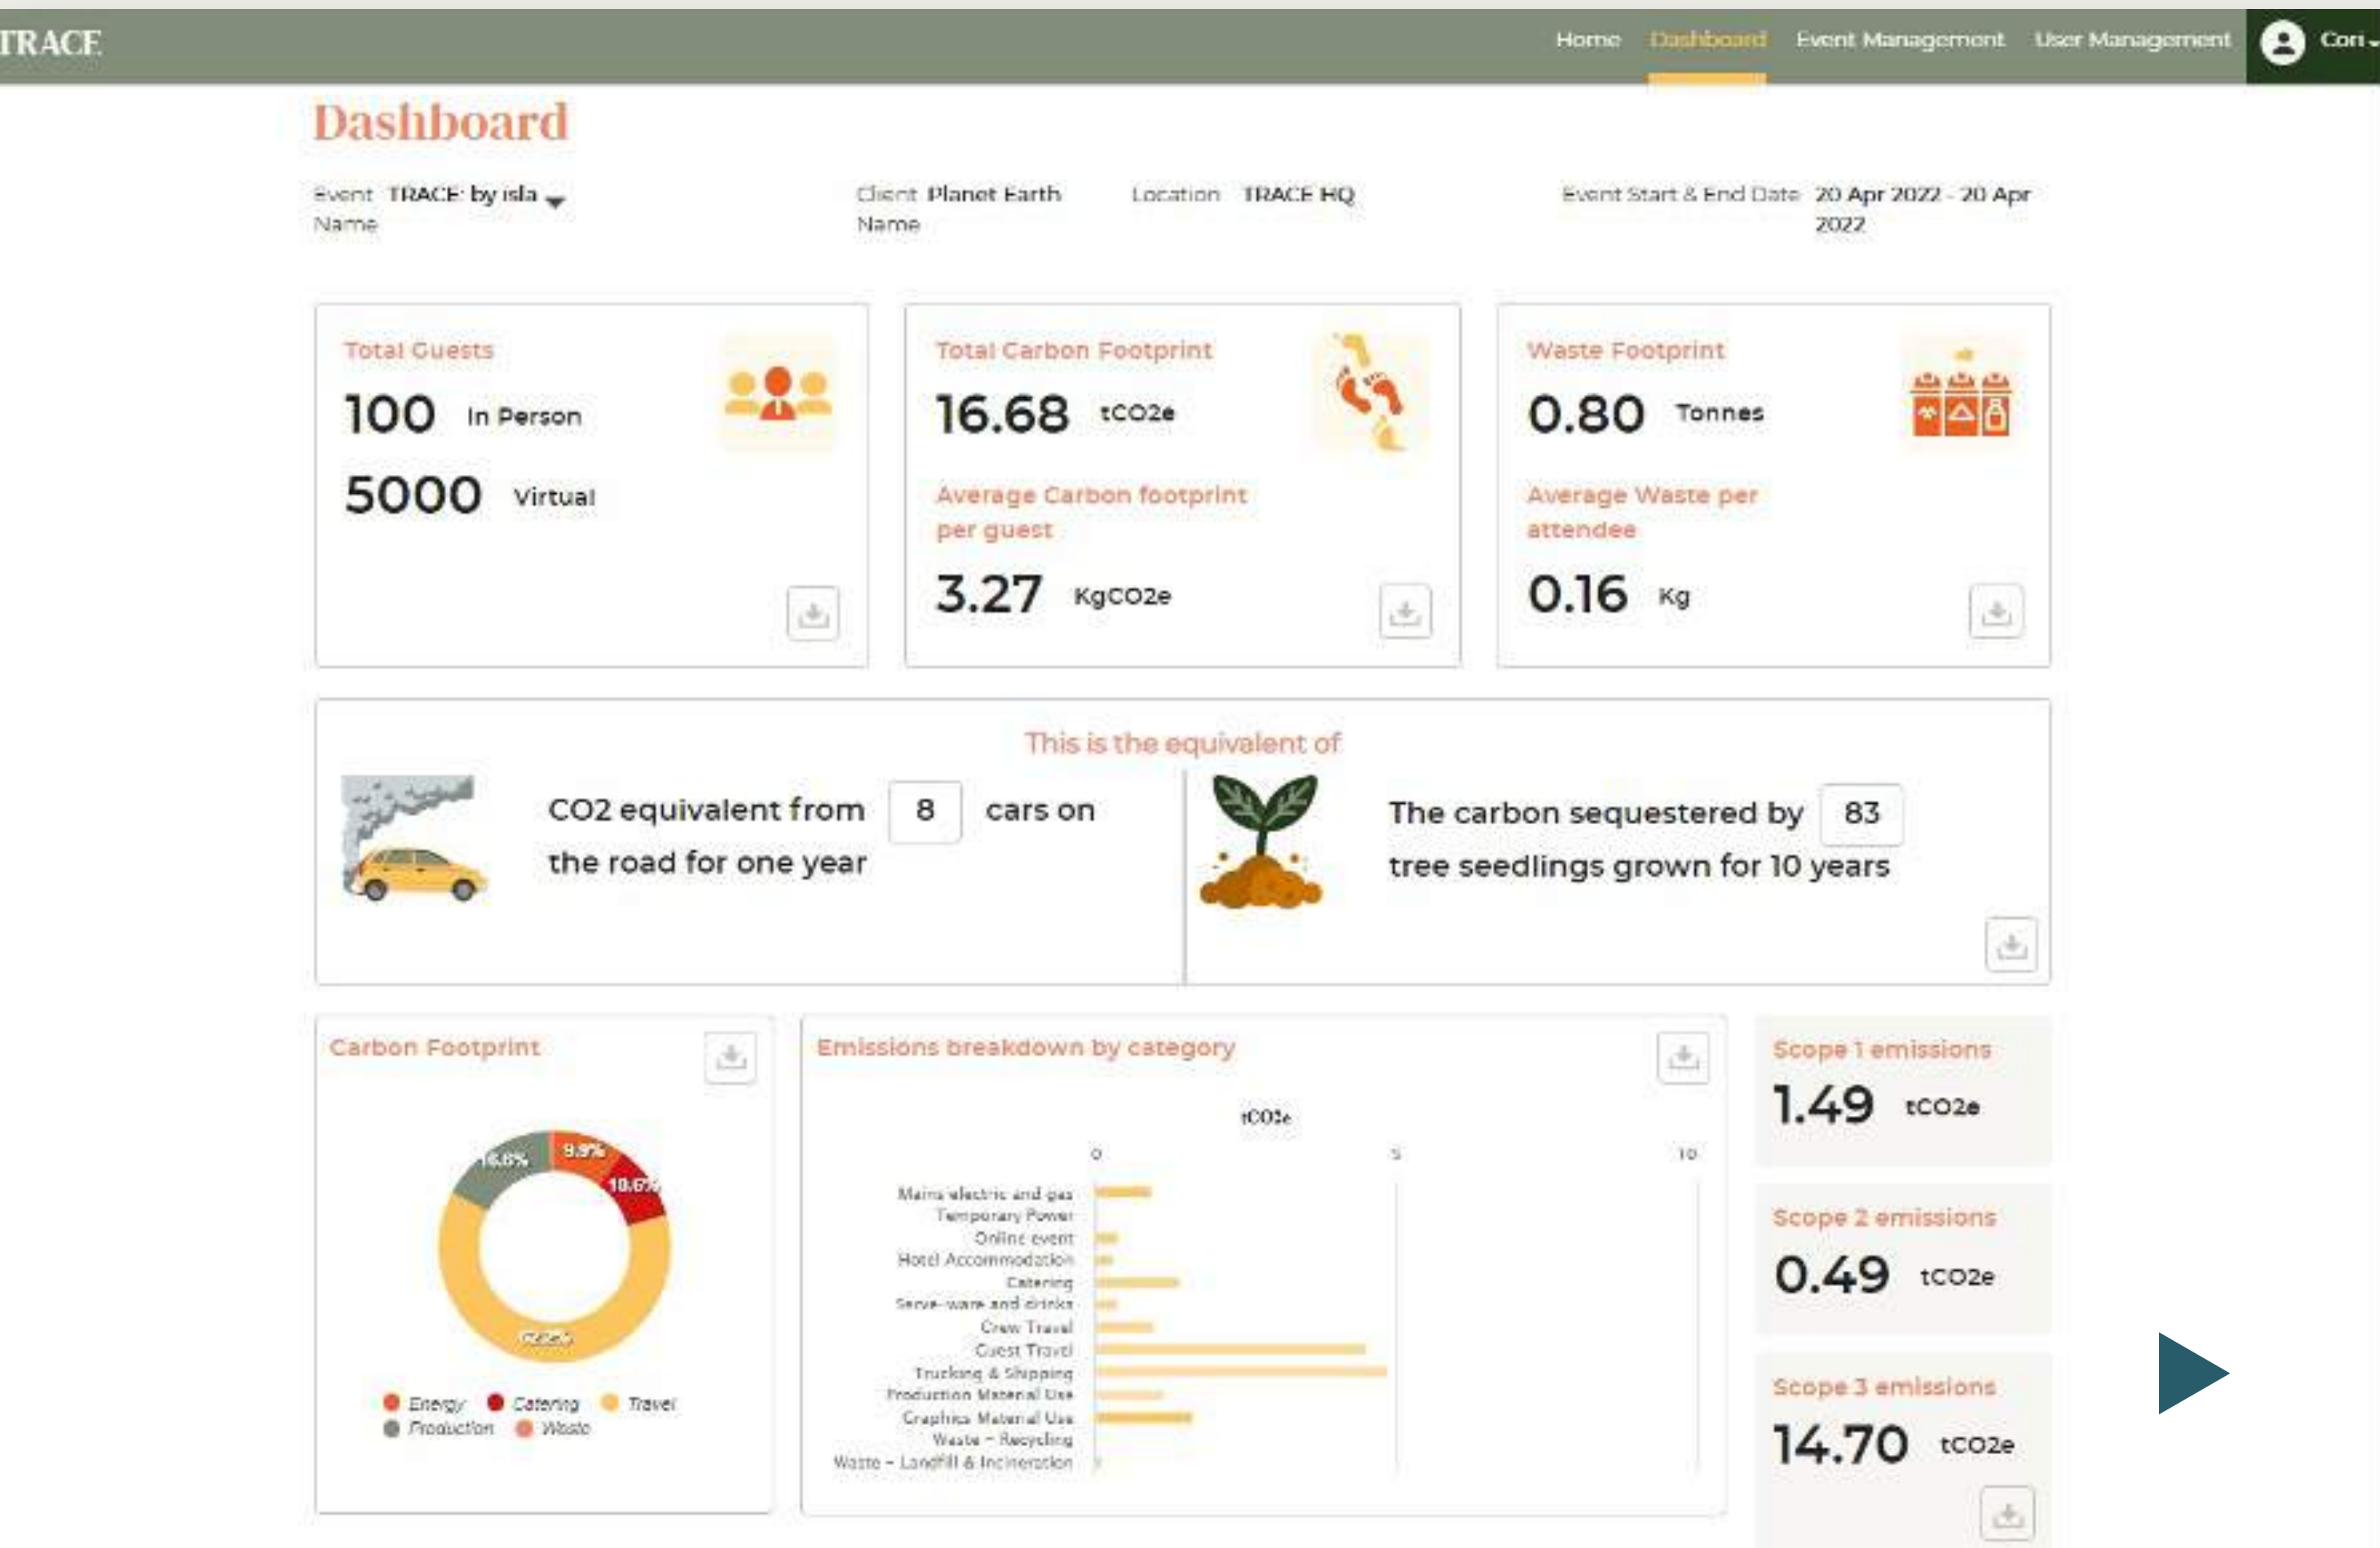 TRACE
Home Dashboard Event Management User Management Cori
Dashboard
Event Name TRACE: by isla
Client Name Planet Earth
Location TRACE HQ
Event Start & End Date 20 Apr 2022 - 20 Apr 2022
Total Guests
100 In Person
5000 Virtual
Total Carbon Footprint
16.68 tCO2e
Average Carbon footprint
per guest
3.27 KgCO2e
Waste Footprint
0.80 Tonnes
Average Waste per
attendee
0.16 Kg
This is the equivalent of
CO2 equivalent from 8 cars on
the road for one year
The carbon sequestered by 83
tree seedlings grown for 10 years
Carbon Footprint
16.6%
9.9%
10.6%
Energy Catering Travel
Production Waste
Emissions breakdown by category
tCO2e
0 5 10
Mains electric and gas
Temporary Power
Online event
Hotel Accommodation
Catering
Serve-ware and drinks
Crew Travel
Guest Travel
Trucking & Shipping
Production Material Use
Graphics Material Use
Waste - Recycling
Waste - Landfill & Incineration
Scope 1 emissions
1.49 tCO2e
Scope 2 emissions
0.49 tCO2e
Scope 3 emissions
14.70 tCO2e